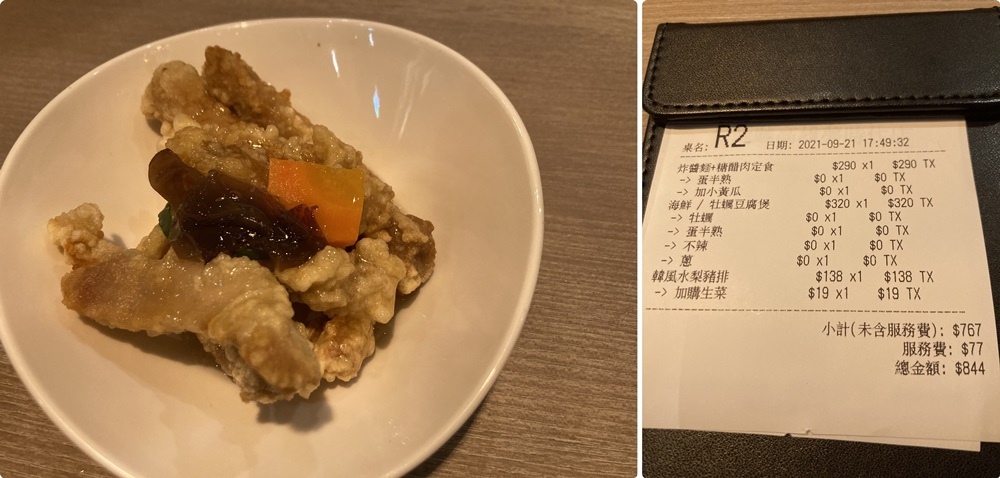 桌名: R2 日期: 2021-09-21 17:49:32
炸醬麵+糖醋肉定食 $290 x1 $290 TX
-> 蛋半熟 $0 x1 $0 TX
-> 加小黃瓜 $0 x1 $0 TX
海鮮 / 牡蠣豆腐煲 $320 x1 $320 TX
-> 牡蠣 $0 x1 $0 TX
-> 蛋半熟 $0 x1 $0 TX
-> 不辣 $0 x1 $0 TX
-> 蔥 $0 x1 $0 TX
韓風水梨豬排 $138 x1 $138 TX
-> 加購生菜 $19 x1 $19 TX
小計(未含服務費): $767
服務費: $77
總金額: $844